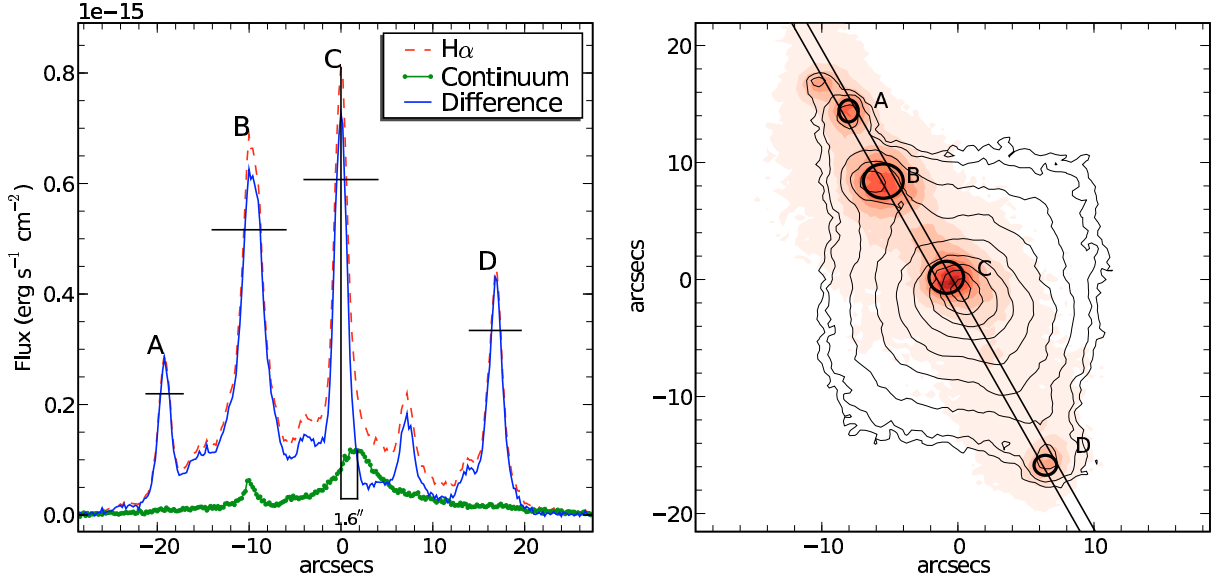 1e−15
Flux (erg s⁻¹ cm⁻²)
0.8
0.6
0.4
0.2
0.0
−20 −10 0 10 20
arcsecs
A
B
C
D
1.6″
Hα
Continuum
Difference
arcsecs
20
10
0
−10
−20
−10 0 10
arcsecs
A
B
C
D